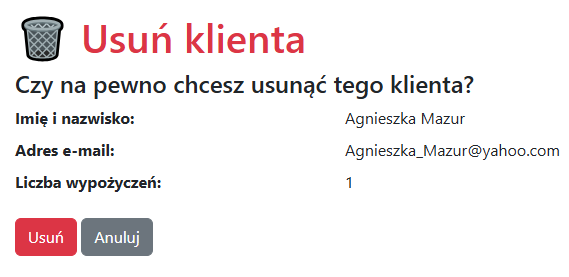 Usuń klienta
Czy na pewno chcesz usunąć tego klienta?
Imię i nazwisko: Agnieszka Mazur
Adres e-mail: Agnieszka_Mazur@yahoo.com
Liczba wypożyczeń: 1
Usuń Anuluj